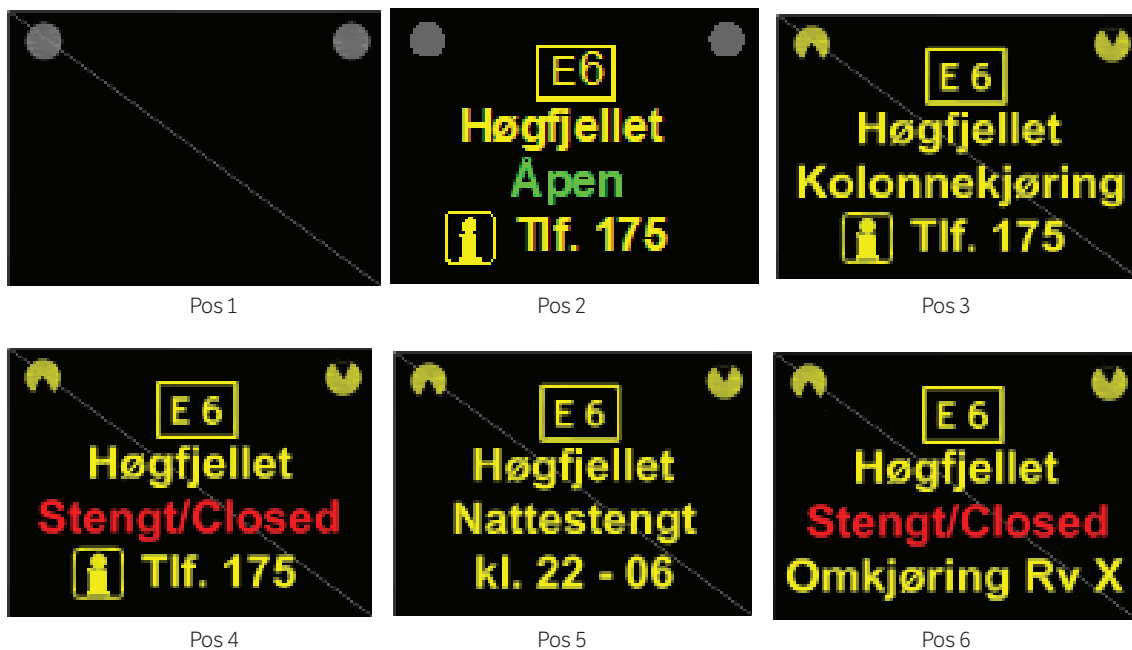 Pos 1
E6
Høgfjellet
Åpen
i Tlf. 175
Pos 2
E 6
Høgfjellet
Kolonnekjøring
i Tlf. 175
Pos 3
E 6
Høgfjellet
Stengt/Closed
i Tlf. 175
Pos 4
E 6
Høgfjellet
Nattestengt
kl. 22 - 06
Pos 5
E 6
Høgfjellet
Stengt/Closed
Omkjøring Rv X
Pos 6